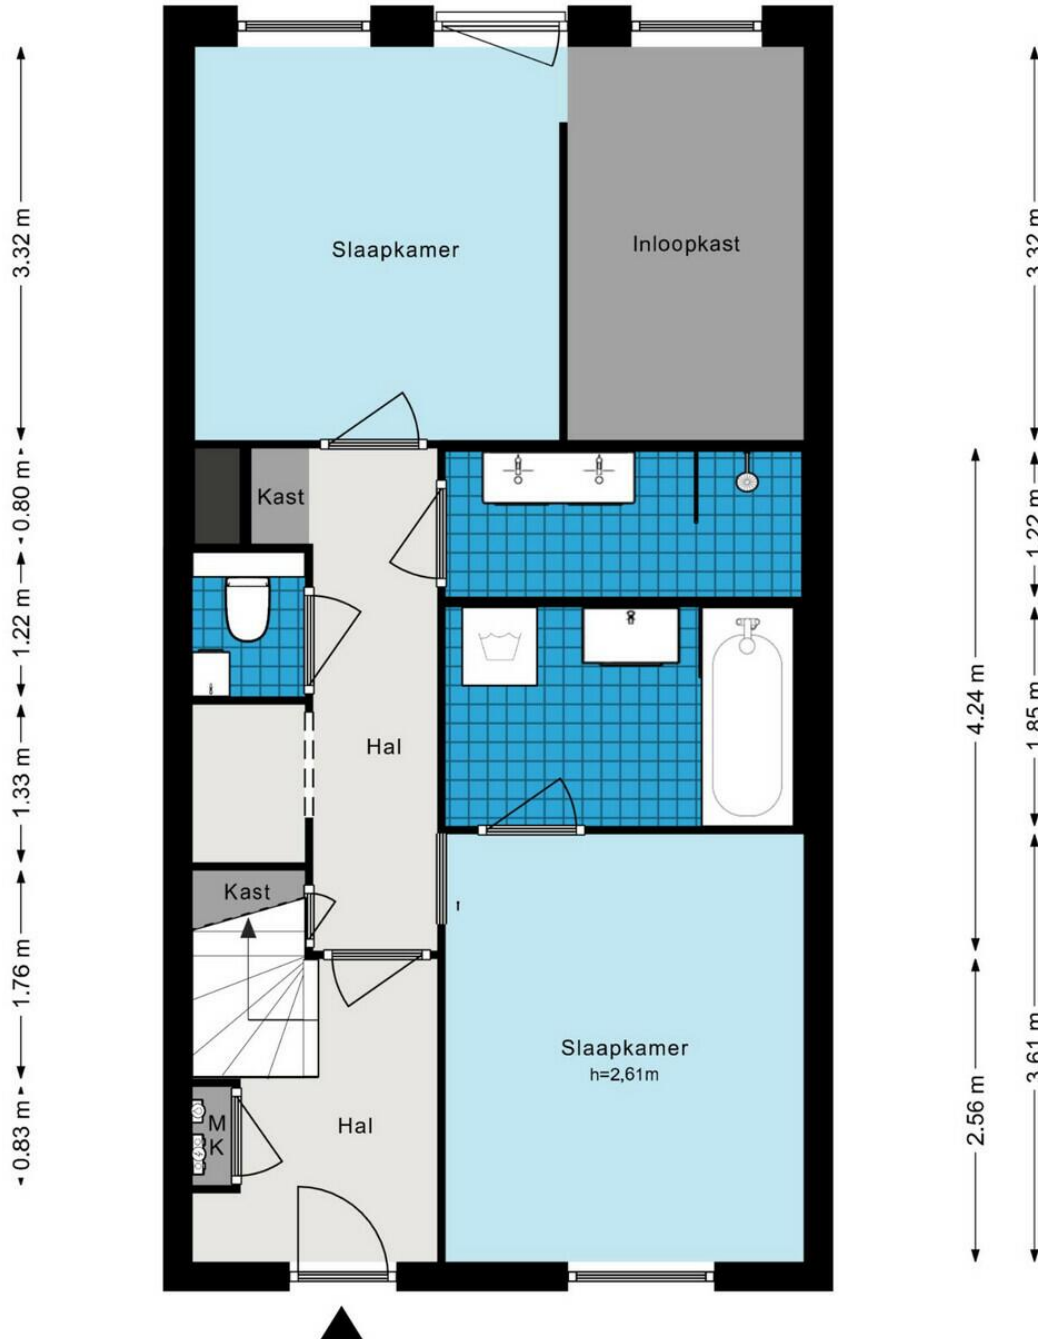 3.32 m
0.80 m
1.22 m
1.33 m
1.76 m
0.83 m
Slaapkamer
Inloopkast
Kast
Hal
Kast
Slaapkamer
h=2,61m
M
K
Hal
4.24 m
2.56 m
3.32 m
1.22 m
1.85 m
3.61 m